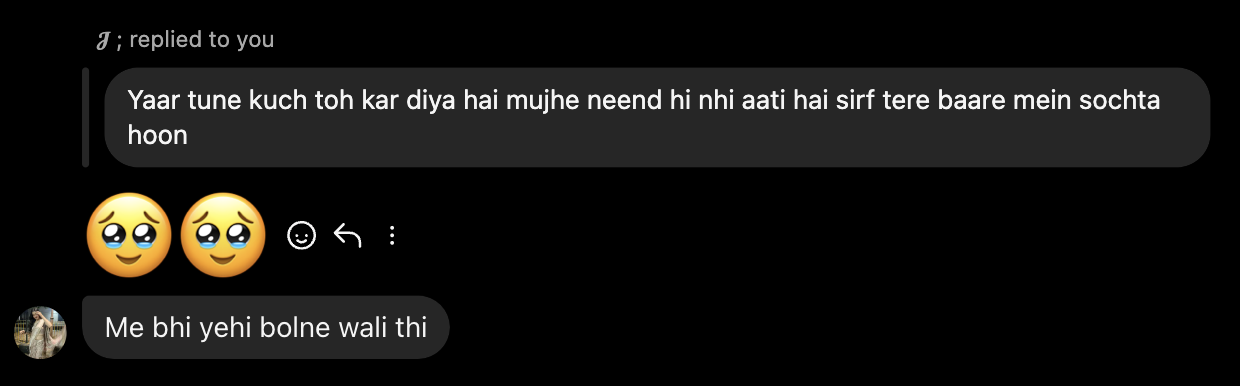 J ; replied to you
Yaar tune kuch toh kar diya hai mujhe neend hi nhi aati hai sirf tere baare mein sochta
hoon
🥹🥹
Me bhi yehi bolne wali thi